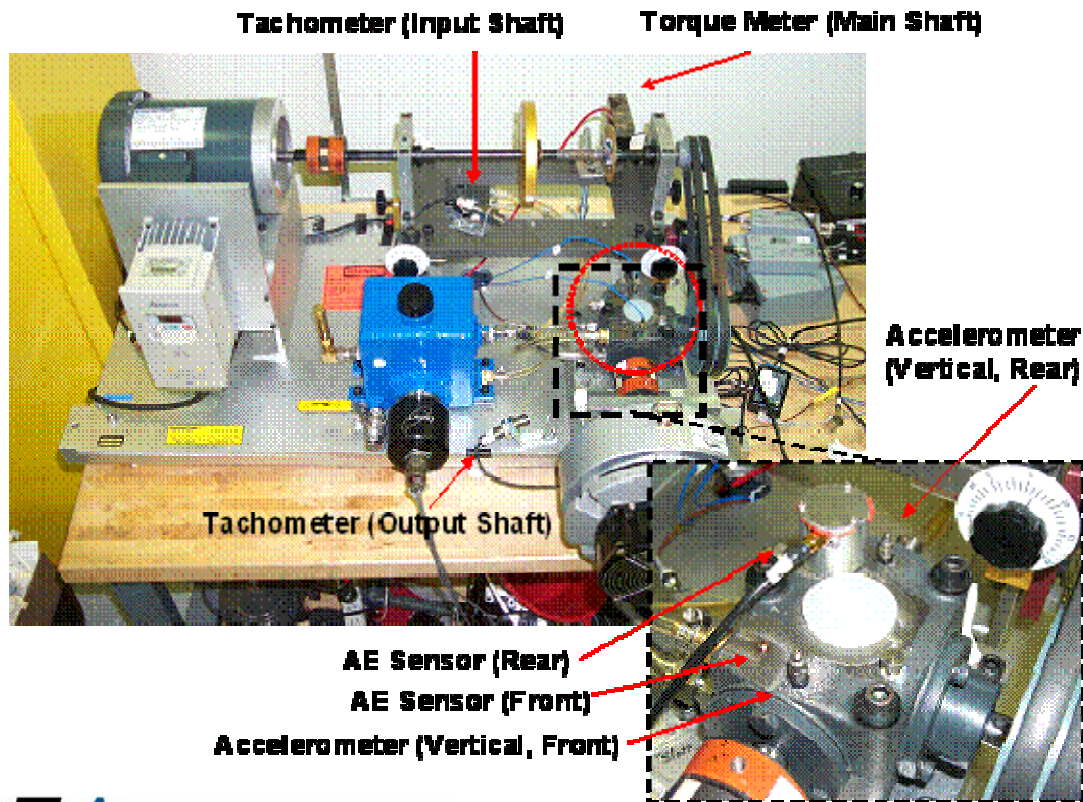 Tachometer (Input Shaft)
Torque Meter (Main Shaft)
Accelerometer
(Vertical, Rear)
Tachometer (Output Shaft)
AE Sensor (Rear)
AE Sensor (Front)
Accelerometer (Vertical, Front)